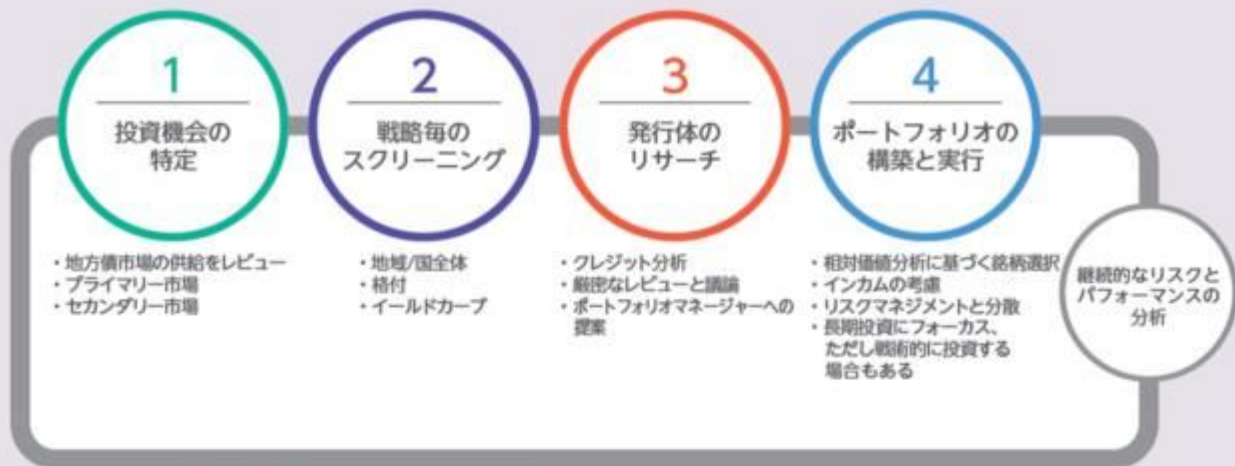 1
投資機会の
特定
・地方債市場の供給をレビュー
・プライマリー市場
・セカンダリー市場
2
戦略毎の
スクリーニング
・地域/国全体
・格付
・イールドカーブ
3
発行体の
リサーチ
・クレジット分析
・厳密なレビューと議論
・ポートフォリオマネージャーへの
提案
4
ポートフォリオの
構築と実行
・相対価値分析に基づく銘柄選択
・インカムの考慮
・リスクマネジメントと分散
・長期投資にフォーカス、
ただし戦術的に投資する
場合もある
継続的なリスクと
パフォーマンスの
分析